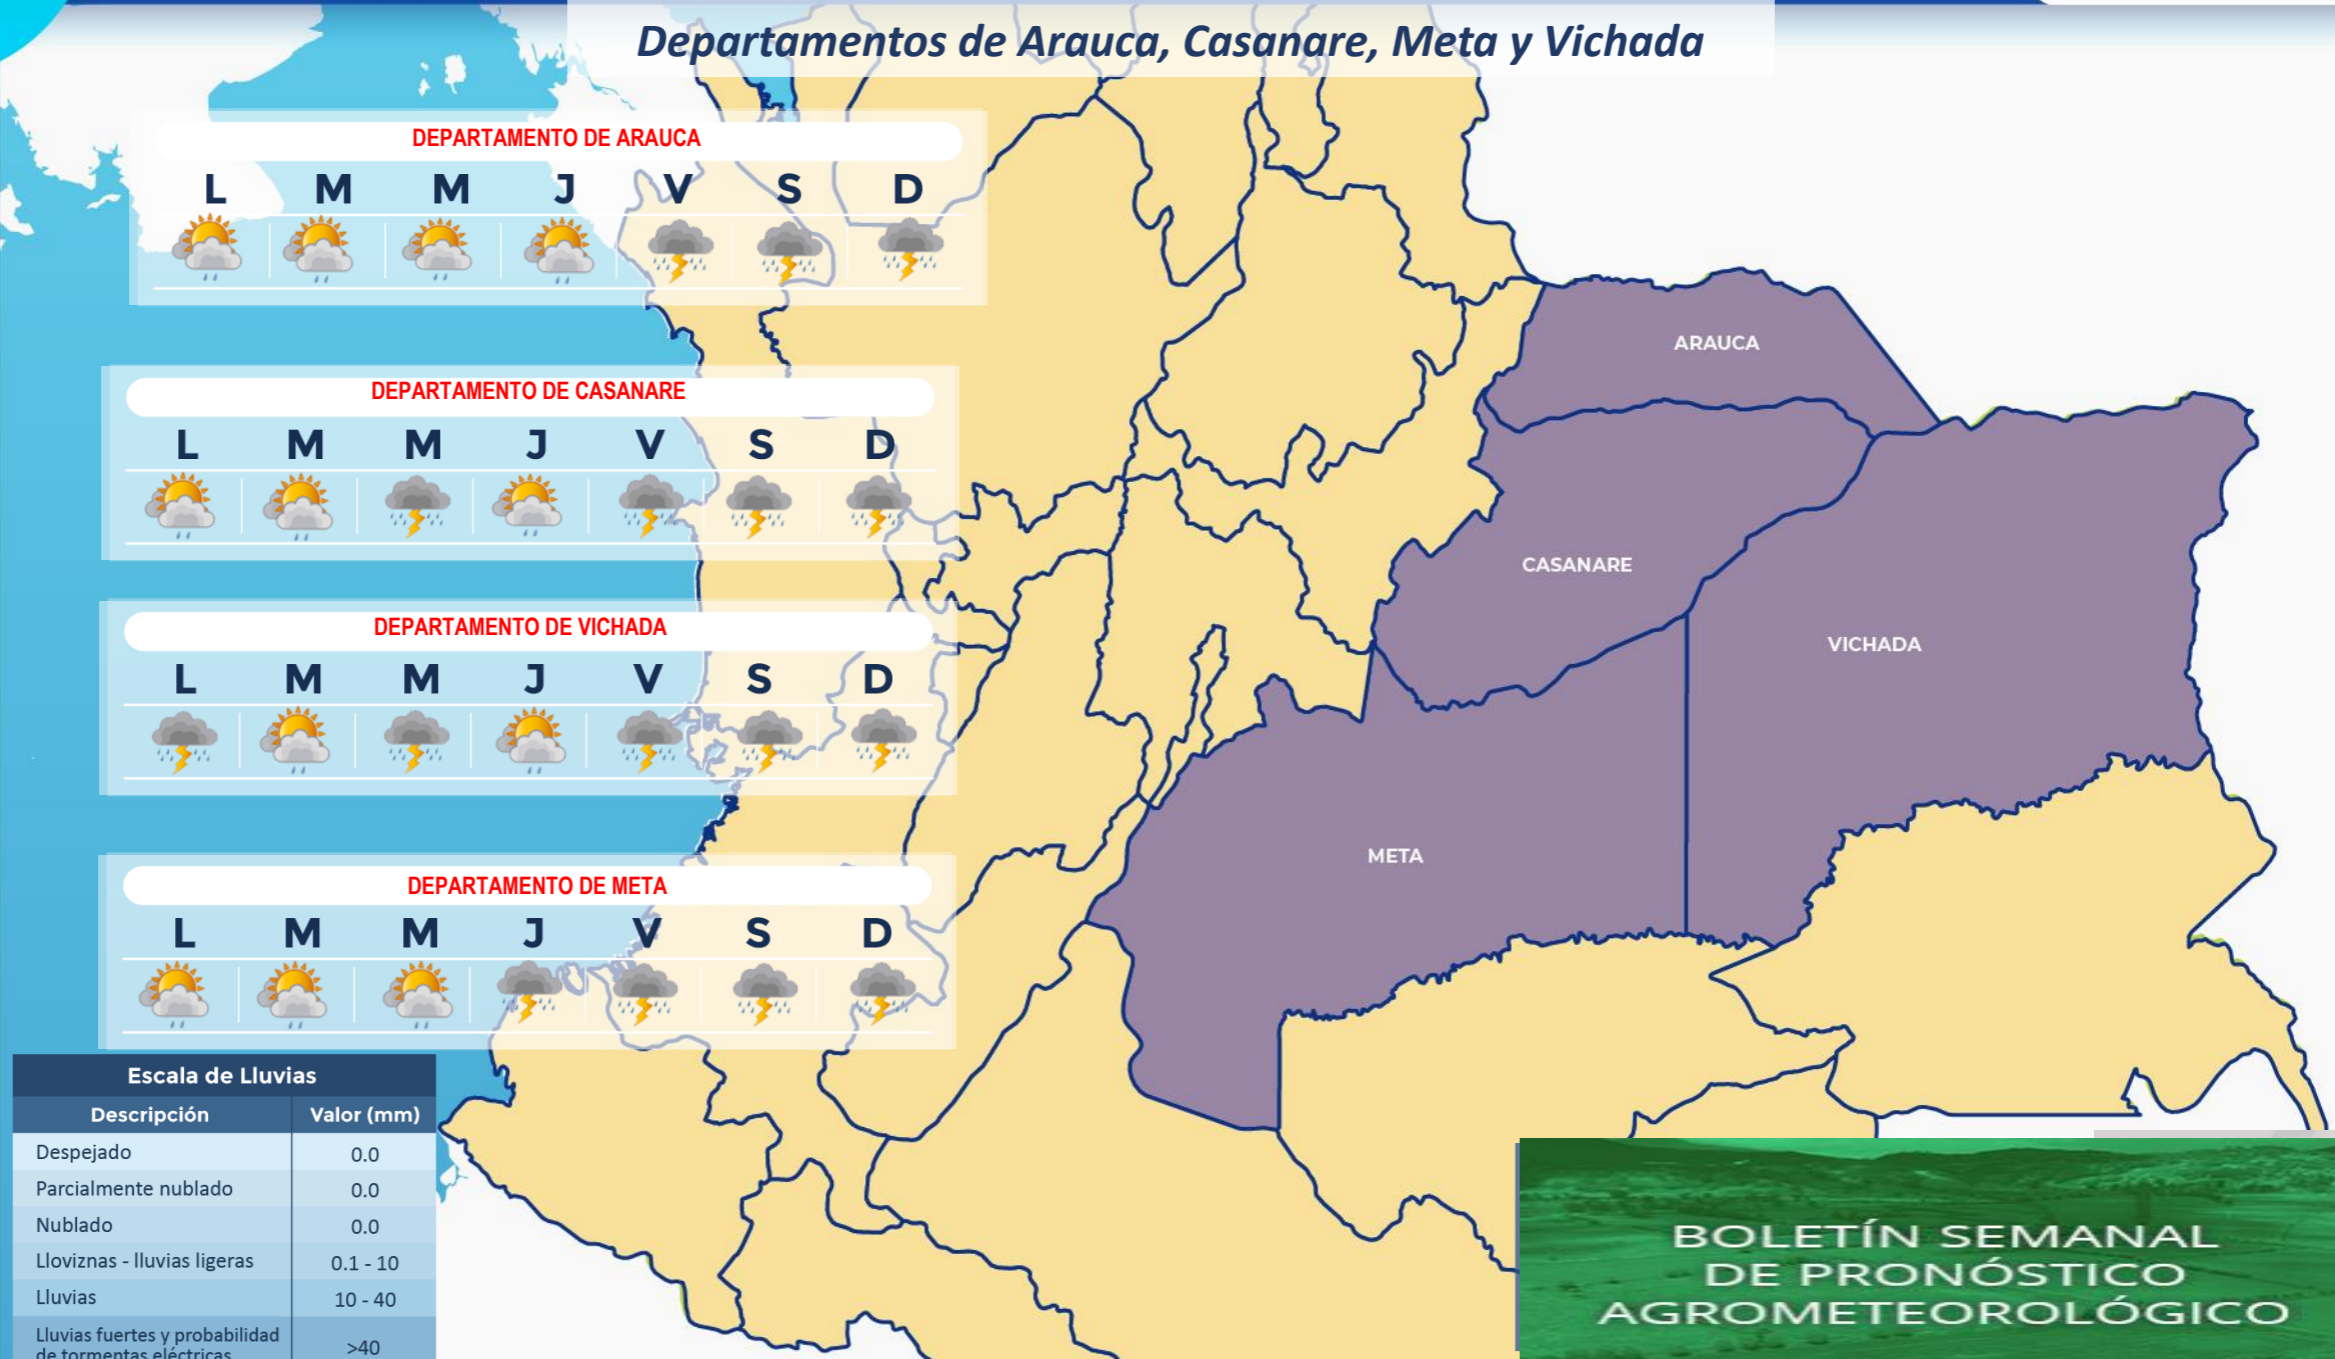 Departamentos de Arauca, Casanare, Meta y Vichada
DEPARTAMENTO DE ARAUCA
L M M J V S D
DEPARTAMENTO DE CASANARE
L M M J V S D
DEPARTAMENTO DE VICHADA
L M M J V S D
DEPARTAMENTO DE META
L M M J V S D
ARAUCA
CASANARE
VICHADA
META
Escala de Lluvias
Descripción Valor (mm)
Despejado 0.0
Parcialmente nublado 0.0
Nublado 0.0
Lloviznas - lluvias ligeras 0.1 - 10
Lluvias 10 - 40
Lluvias fuertes y probabilidad
de tormentas eléctricas >40
BOLETÍN SEMANAL
DE PRONÓSTICO
AGROMETEOROLÓGICO